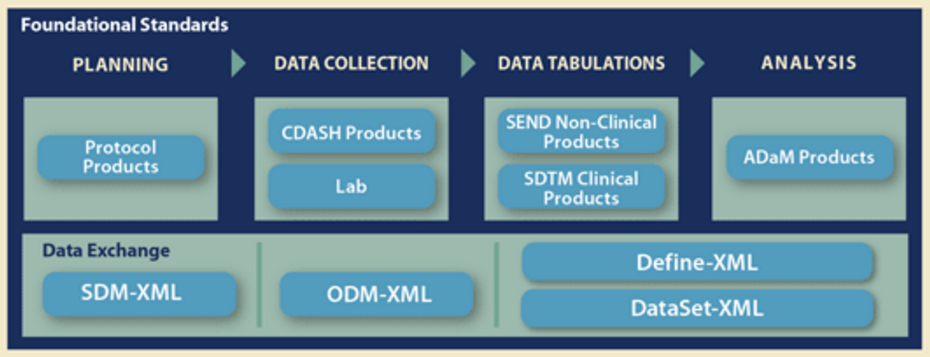 Foundational Standards
PLANNING
DATA COLLECTION
DATA TABULATIONS
ANALYSIS
Protocol
Products
CDASH Products
Lab
SEND Non-Clinical
Products
SDTM Clinical
Products
ADaM Products
Data Exchange
SDM-XML
ODM-XML
Define-XML
DataSet-XML